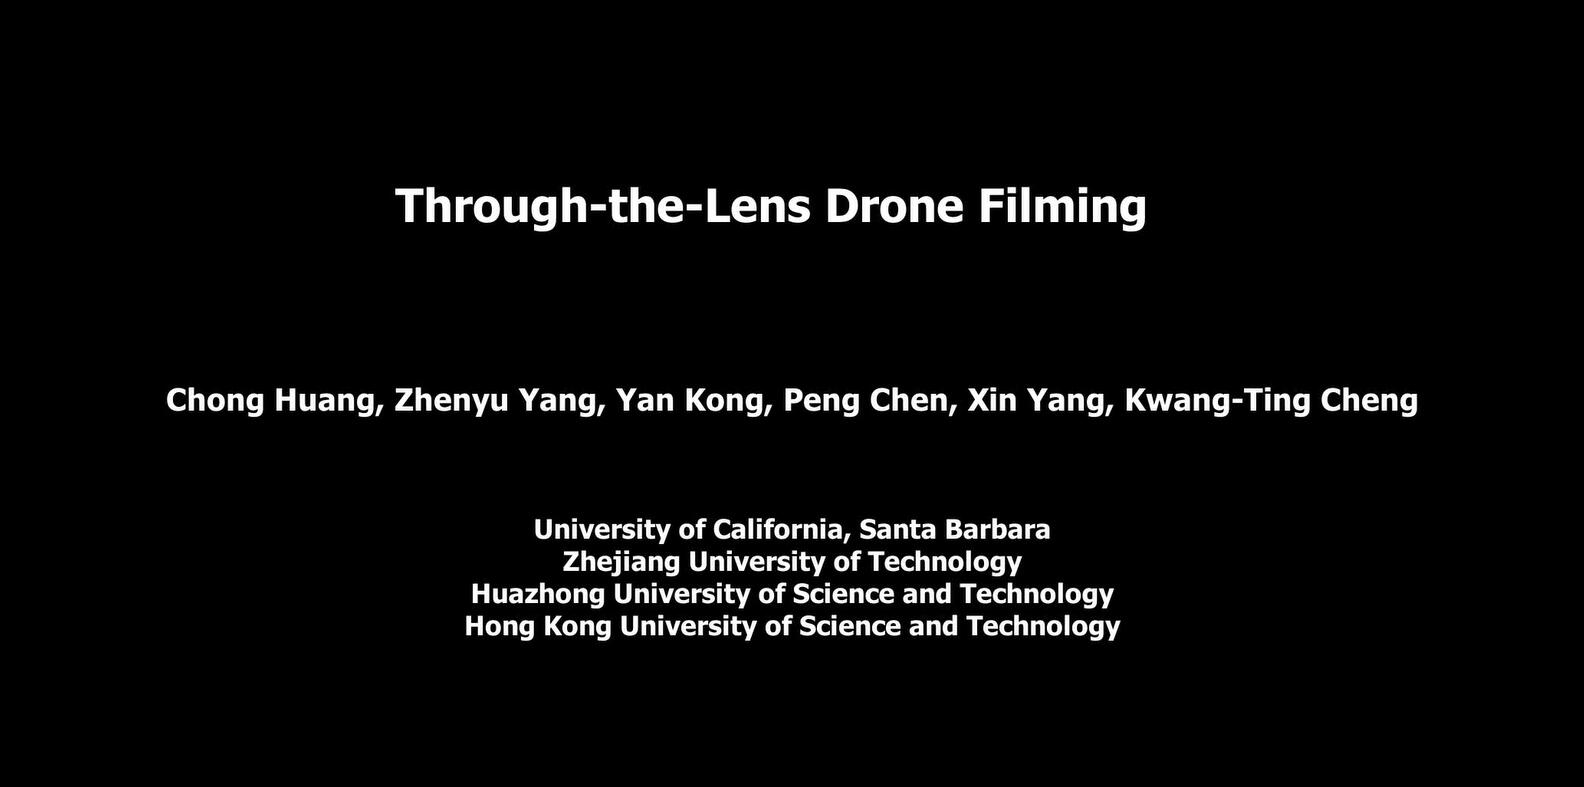 Through-the-Lens Drone Filming
Chong Huang, Zhenyu Yang, Yan Kong, Peng Chen, Xin Yang, Kwang-Ting Cheng
University of California, Santa Barbara
Zhejiang University of Technology
Huazhong University of Science and Technology
Hong Kong University of Science and Technology